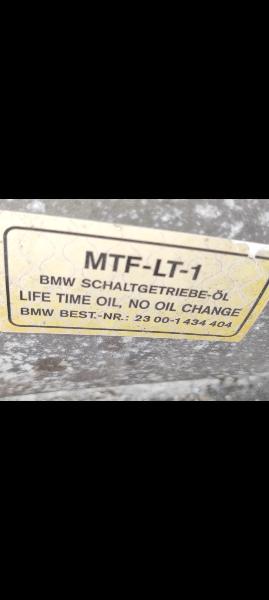 MTF-LT-1
BMW SCHALTGETRIEBE-ÖL
LIFE TIME OIL, NO OIL CHANGE
BMW BEST.-NR.: 23 00-1 434 404